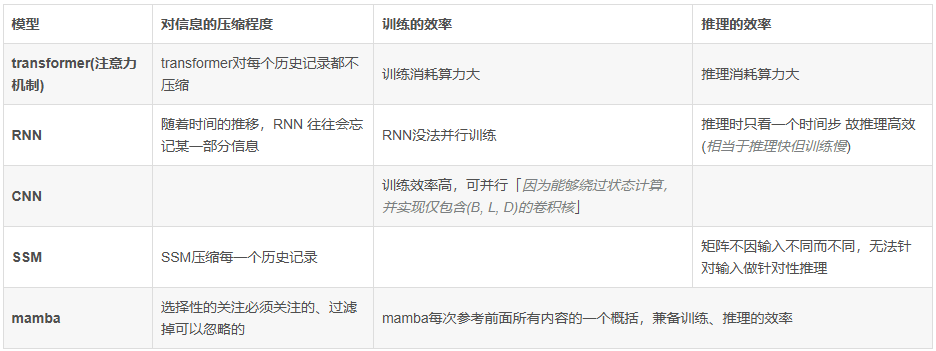 模型
对信息的压缩程度
训练的效率
推理的效率
transformer(注意力
机制)
transformer对每个历史记录都不
压缩
训练消耗算力大
推理消耗算力大
RNN
随着时间的推移，RNN 往往会忘
记某一部分信息
RNN没法并行训练
推理时只看一个时间步 故推理高效
(相当于推理快但训练慢)
CNN
训练效率高，可并行「因为能够绕过状态计算，
并实现仅包含(B, L, D)的卷积核」
SSM
SSM压缩每一个历史记录
矩阵不因输入不同而不同，无法针
对输入做针对性推理
mamba
选择性的关注必须关注的、过滤
掉可以忽略的
mamba每次参考前面所有内容的一个概括，兼备训练、推理的效率